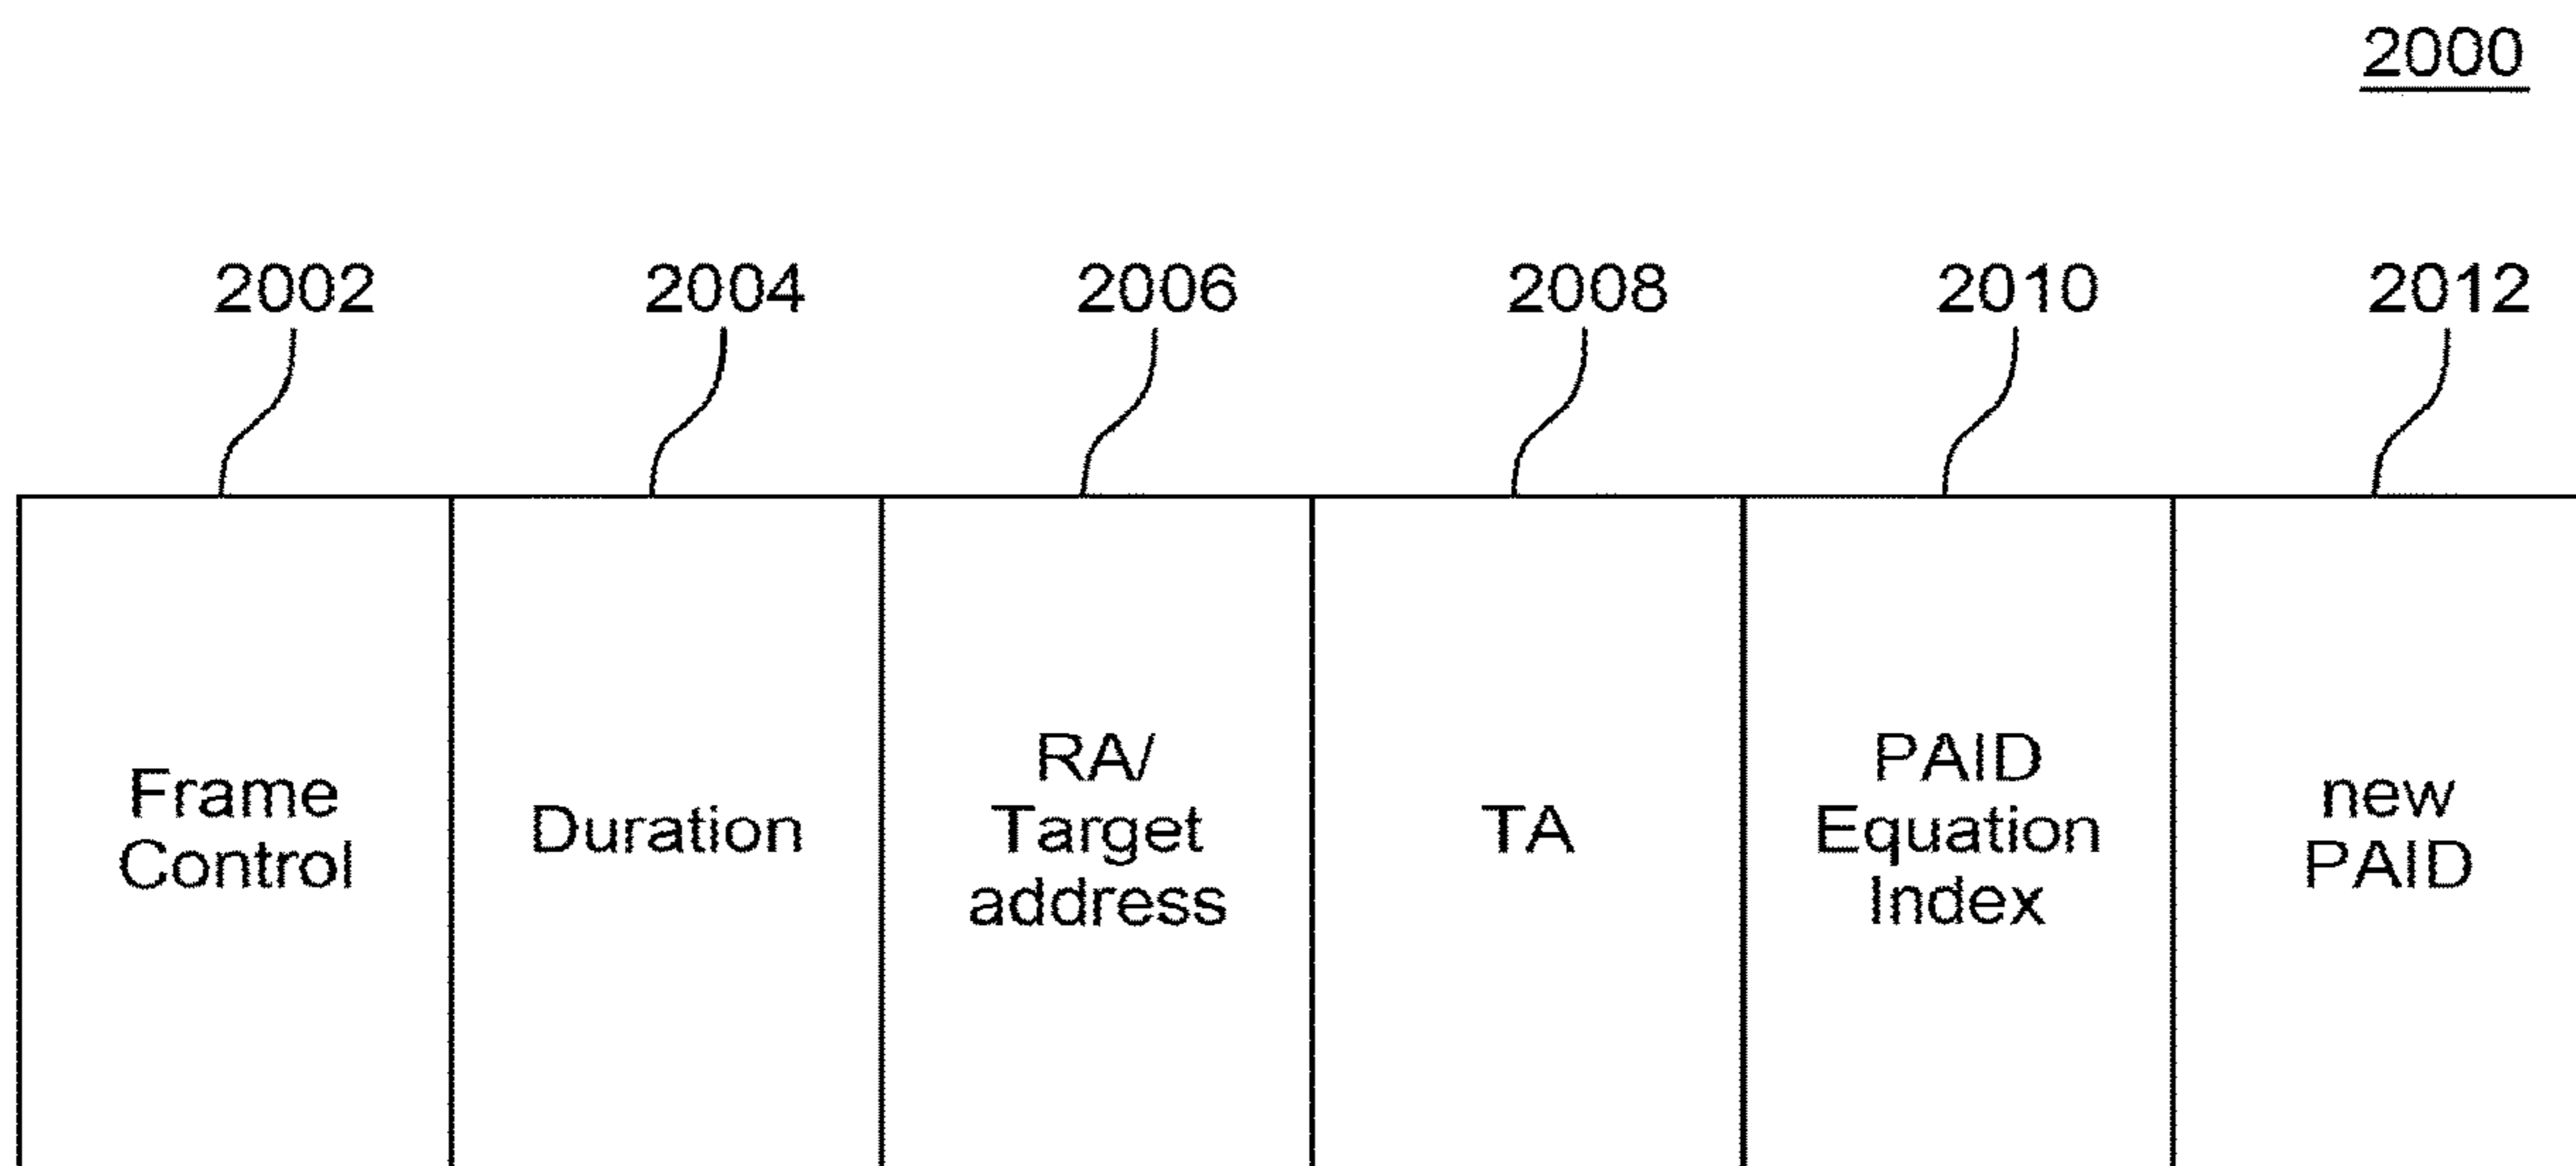 2000
2002 2004 2006 2008 2010 2012
Frame
Control
Duration
RA/
Target
address
TA
PAID
Equation
Index
new
PAID